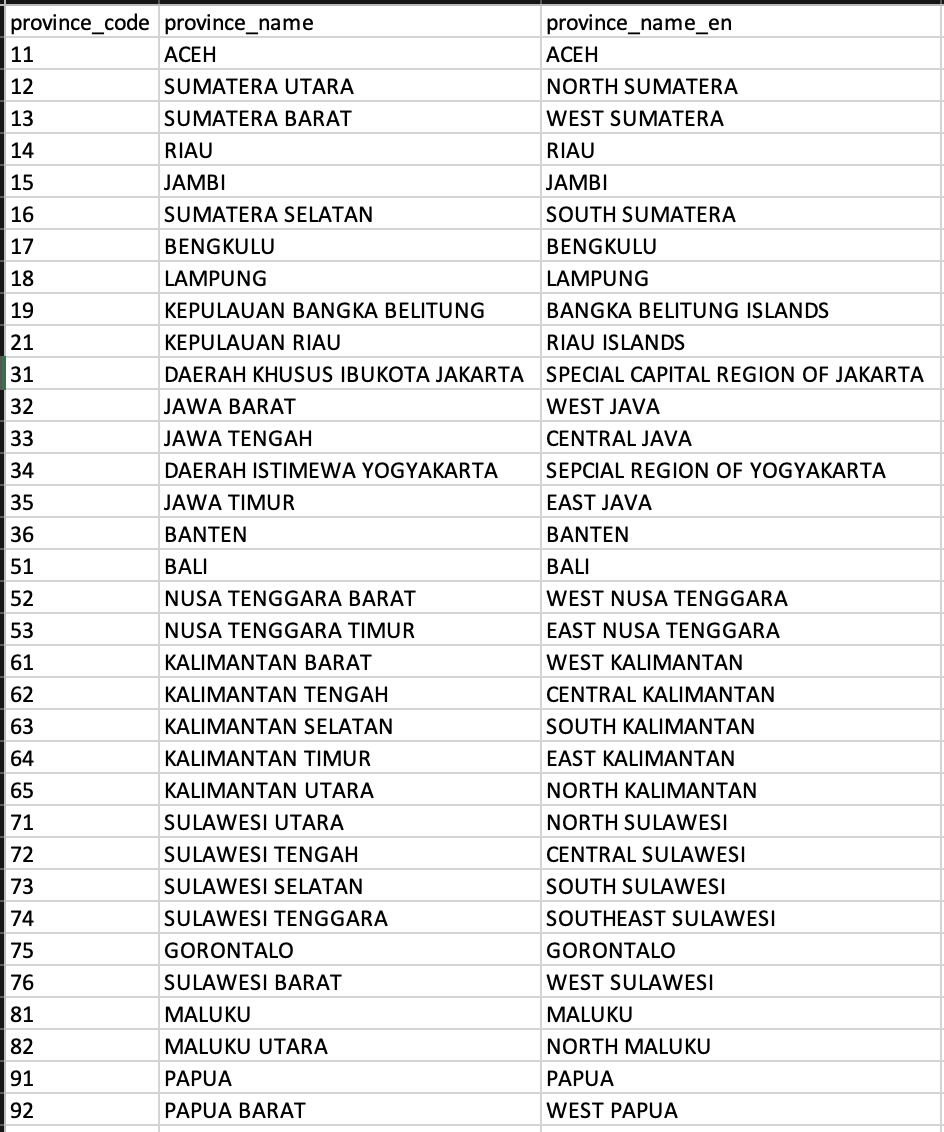 province_code province_name province_name_en
11 ACEH ACEH
12 SUMATERA UTARA NORTH SUMATERA
13 SUMATERA BARAT WEST SUMATERA
14 RIAU RIAU
15 JAMBI JAMBI
16 SUMATERA SELATAN SOUTH SUMATERA
17 BENGKULU BENGKULU
18 LAMPUNG LAMPUNG
19 KEPULAUAN BANGKA BELITUNG BANGKA BELITUNG ISLANDS
21 KEPULAUAN RIAU RIAU ISLANDS
31 DAERAH KHUSUS IBUKOTA JAKARTA SPECIAL CAPITAL REGION OF JAKARTA
32 JAWA BARAT WEST JAVA
33 JAWA TENGAH CENTRAL JAVA
34 DAERAH ISTIMEWA YOGYAKARTA SEPCIAL REGION OF YOGYAKARTA
35 JAWA TIMUR EAST JAVA
36 BANTEN BANTEN
51 BALI BALI
52 NUSA TENGGARA BARAT WEST NUSA TENGGARA
53 NUSA TENGGARA TIMUR EAST NUSA TENGGARA
61 KALIMANTAN BARAT WEST KALIMANTAN
62 KALIMANTAN TENGAH CENTRAL KALIMANTAN
63 KALIMANTAN SELATAN SOUTH KALIMANTAN
64 KALIMANTAN TIMUR EAST KALIMANTAN
65 KALIMANTAN UTARA NORTH KALIMANTAN
71 SULAWESI UTARA NORTH SULAWESI
72 SULAWESI TENGAH CENTRAL SULAWESI
73 SULAWESI SELATAN SOUTH SULAWESI
74 SULAWESI TENGGARA SOUTHEAST SULAWESI
75 GORONTALO GORONTALO
76 SULAWESI BARAT WEST SULAWESI
81 MALUKU MALUKU
82 MALUKU UTARA NORTH MALUKU
91 PAPUA PAPUA
92 PAPUA BARAT WEST PAPUA